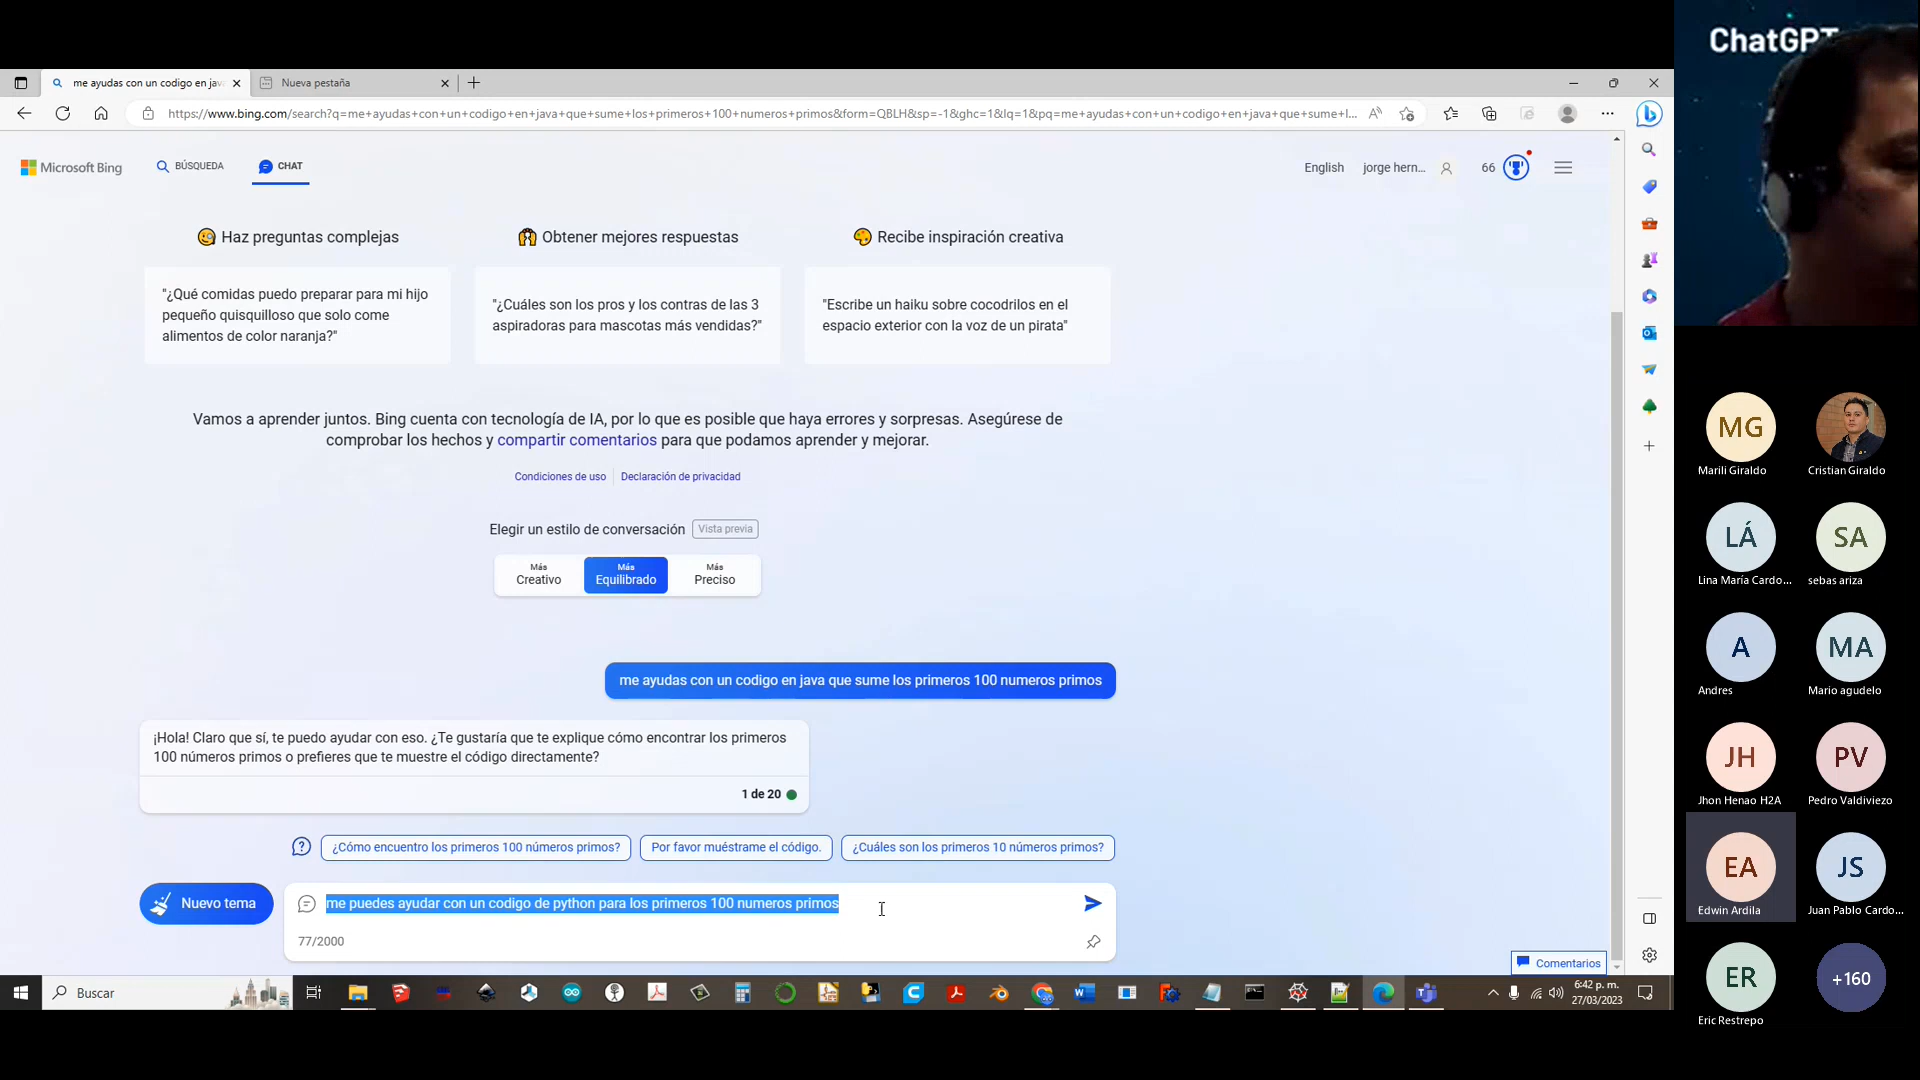 ChatGPT
me ayudas con un codigo en jav
Nueva pestaña
https://www.bing.com/search?q=me+ayudas+con+un+codigo+en+java+que+sume+los+primeros+100+numeros+primos&form=QBLH&sp=-1&ghc=1&lq=1&pq=me+ayudas+con+un+codigo+en+java+que+sume+l...
Microsoft Bing
BÚSQUEDA
CHAT
English
jorge hern...
66
Haz preguntas complejas
Obtener mejores respuestas
Recibe inspiración creativa
"¿Qué comidas puedo preparar para mi hijo
pequeño quisquilloso que solo come
alimentos de color naranja?"
"¿Cuáles son los pros y los contras de las 3
aspiradoras para mascotas más vendidas?"
"Escribe un haiku sobre cocodrilos en el
espacio exterior con la voz de un pirata"
Vamos a aprender juntos. Bing cuenta con tecnología de IA, por lo que es posible que haya errores y sorpresas. Asegúrese de
comprobar los hechos y compartir comentarios para que podamos aprender y mejorar.
Condiciones de uso
Declaración de privacidad
Elegir un estilo de conversación
Vista previa
Más
Creativo
Más
Equilibrado
Más
Preciso
me ayudas con un codigo en java que sume los primeros 100 numeros primos
¡Hola! Claro que sí, te puedo ayudar con eso. ¿Te gustaría que te explique cómo encontrar los primeros
100 números primos o prefieres que te muestre el código directamente?
1 de 20
¿Cómo encuentro los primeros 100 números primos?
Por favor muéstrame el código.
¿Cuáles son los primeros 10 números primos?
Nuevo tema
me puedes ayudar con un codigo de python para los primeros 100 numeros primos
77/2000
Comentarios
Buscar
6:42 p. m.
27/03/2023
MG
Marili Giraldo
Cristian Giraldo
LÁ
Lina María Cardo...
SA
sebas ariza
A
Andres
MA
Mario agudelo
JH
Jhon Henao H2A
PV
Pedro Valdiviezo
EA
Edwin Ardila
JS
Juan Pablo Cardo...
ER
Eric Restrepo
+160